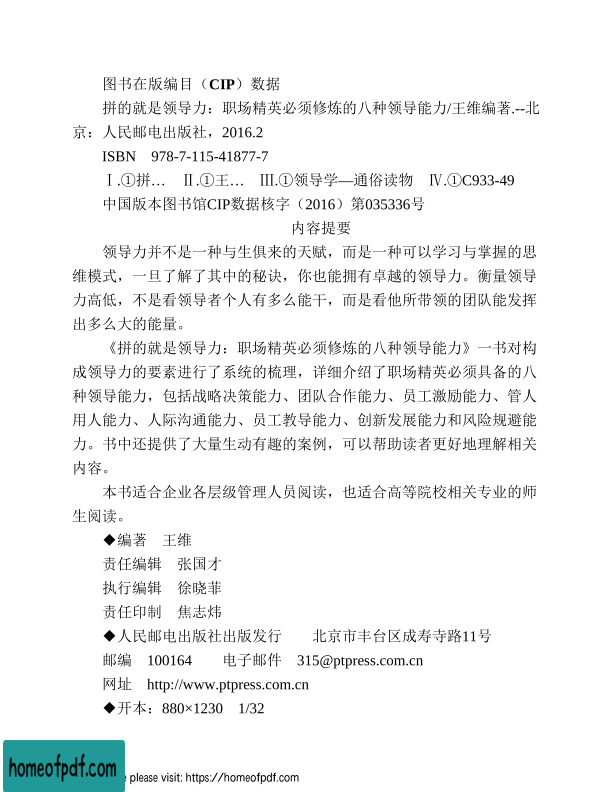 图书在版编目（CIP）数据
拼的就是领导力：职场精英必须修炼的八种领导能力/王维编著.--北
京：人民邮电出版社，2016.2
ISBN 978-7-115-41877-7
Ⅰ.①拼… Ⅱ.①王… Ⅲ.①领导学—通俗读物 Ⅳ.①C933-49
中国版本图书馆CIP数据核字（2016）第035336号
内容提要
领导力并不是一种与生俱来的天赋，而是一种可以学习与掌握的思
维模式，一旦了解了其中的秘诀，你也能拥有卓越的领导力。衡量领导
力高低，不是看领导者个人有多么能干，而是看他所带领的团队能发挥
出多么大的能量。
《拼的就是领导力：职场精英必须修炼的八种领导能力》一书对构
成领导力的要素进行了系统的梳理，详细介绍了职场精英必须具备的八
种领导能力，包括战略决策能力、团队合作能力、员工激励能力、管人
用人能力、人际沟通能力、员工教导能力、创新发展能力和风险规避能
力。书中还提供了大量生动有趣的案例，可以帮助读者更好地理解相关
内容。
本书适合企业各层级管理人员阅读，也适合高等院校相关专业的师
生阅读。
◆编著 王维
责任编辑 张国才
执行编辑 徐晓菲
责任印制 焦志炜
◆人民邮电出版社出版发行 北京市丰台区成寿寺路11号
邮编 100164 电子邮件 315@ptpress.com.cn
网址 http://www.ptpress.com.cn
◆开本：880×1230 1/32
homeofpdf.com
please visit: https://homeofpdf.com